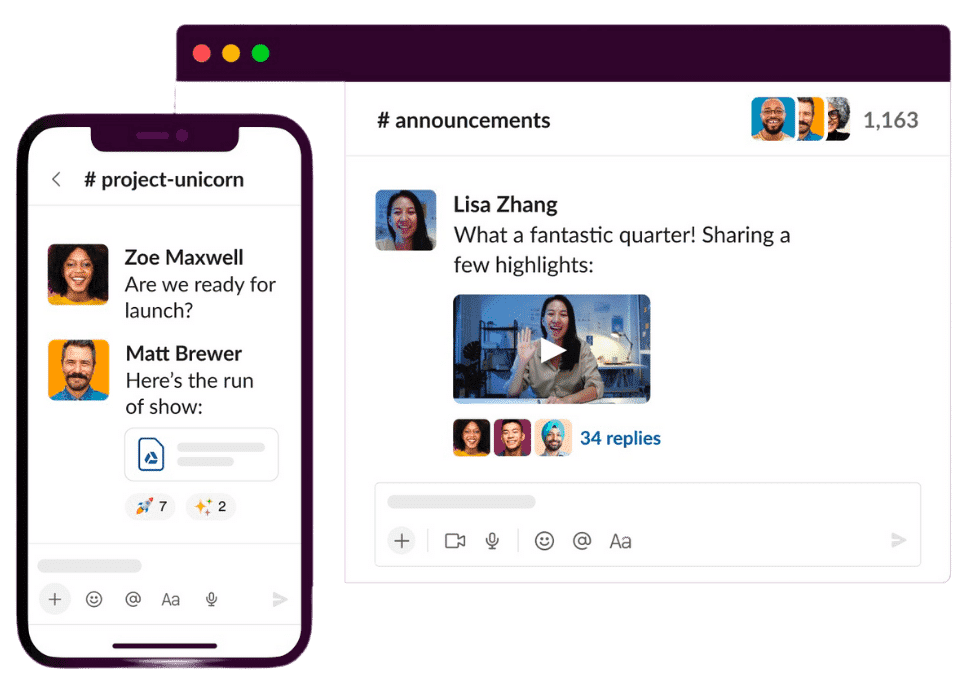 # project-unicorn
Zoe Maxwell
Are we ready for
launch?
Matt Brewer
Here's the run
of show:
7
2
Aa
# announcements
1,163
Lisa Zhang
What a fantastic quarter! Sharing a
few highlights:
34 replies
@ Aa